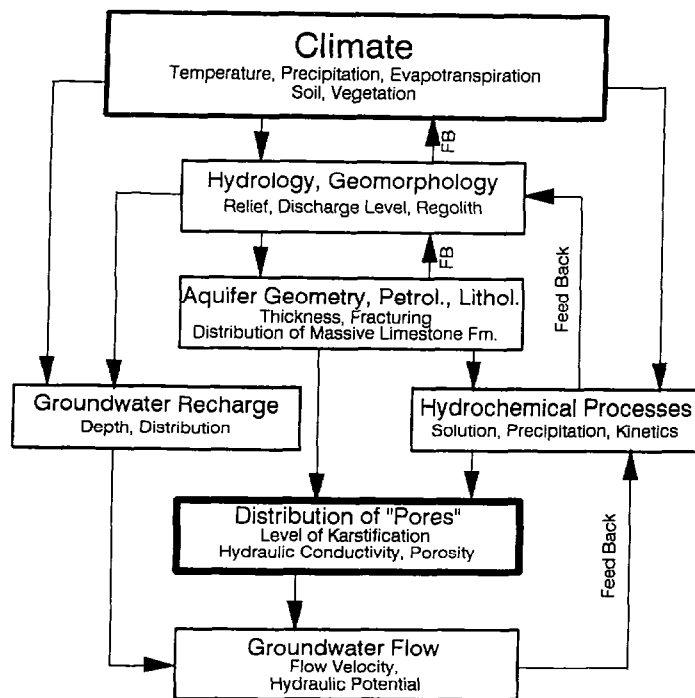 Climate
Temperature, Precipitation, Evapotranspiration
Soil, Vegetation
FB
Hydrology, Geomorphology
Relief, Discharge Level, Regolith
FB
Aquifer Geometry, Petrol., Lithol.
Thickness, Fracturing
Distribution of Massive Limestone Fm.
Feed Back
Groundwater Recharge
Depth, Distribution
Hydrochemical Processes
Solution, Precipitation, Kinetics
Distribution of "Pores"
Level of Karstification
Hydraulic Conductivity, Porosity
Feed Back
Groundwater Flow
Flow Velocity,
Hydraulic Potential